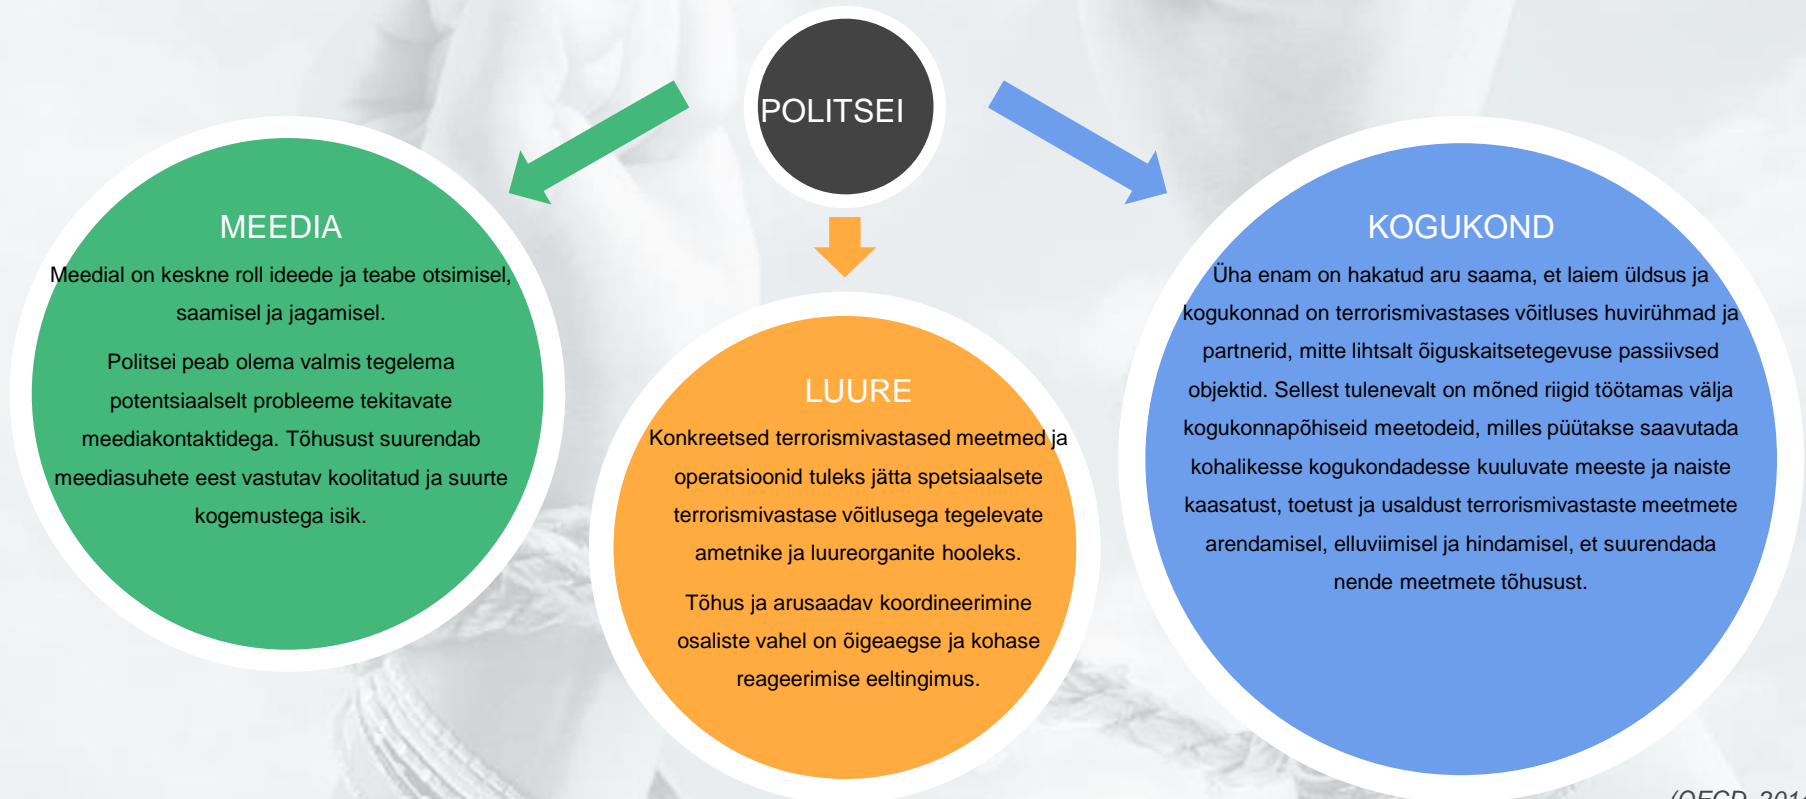 POLITSEI
MEEDIA
Meedial on keskne roll ideede ja teabe otsimisel,
saamisel ja jagamisel.
Politsei peab olema valmis tegelema
potentsiaalselt probleeme tekitavate
meediakontaktidega. Tõhusust suurendab
meediasuhete eest vastutav koolitatud ja suurte
kogemustega isik.
LUURE
Konkreetsed terrorismivastased meetmed ja
operatsioonid tuleks jätta spetsiaalsete
terrorismivastase võitlusega tegelevate
ametnike ja luureorganite hooleks.
Tõhus ja arusaadav koordineerimine
osaliste vahel on õigeaegse ja kohase
reageerimise eeltingimus.
KOGUKOND
Üha enam on hakatud aru saama, et laiem üldsus ja
kogukonnad on terrorismivastases võitluses huvirühmad ja
partnerid, mitte lihtsalt õiguskaitsetegevuse passiivsed
objektid. Sellest tulenevalt on mõned riigid töötamas välja
kogukonnapõhiseid meetodeid, milles püütakse saavutada
kohalikesse kogukondadesse kuuluvate meeste ja naiste
kaasatust, toetust ja usaldust terrorismivastaste meetmete
arendamisel, elluviimisel ja hindamisel, et suurendada
nende meetmete tõhusust.